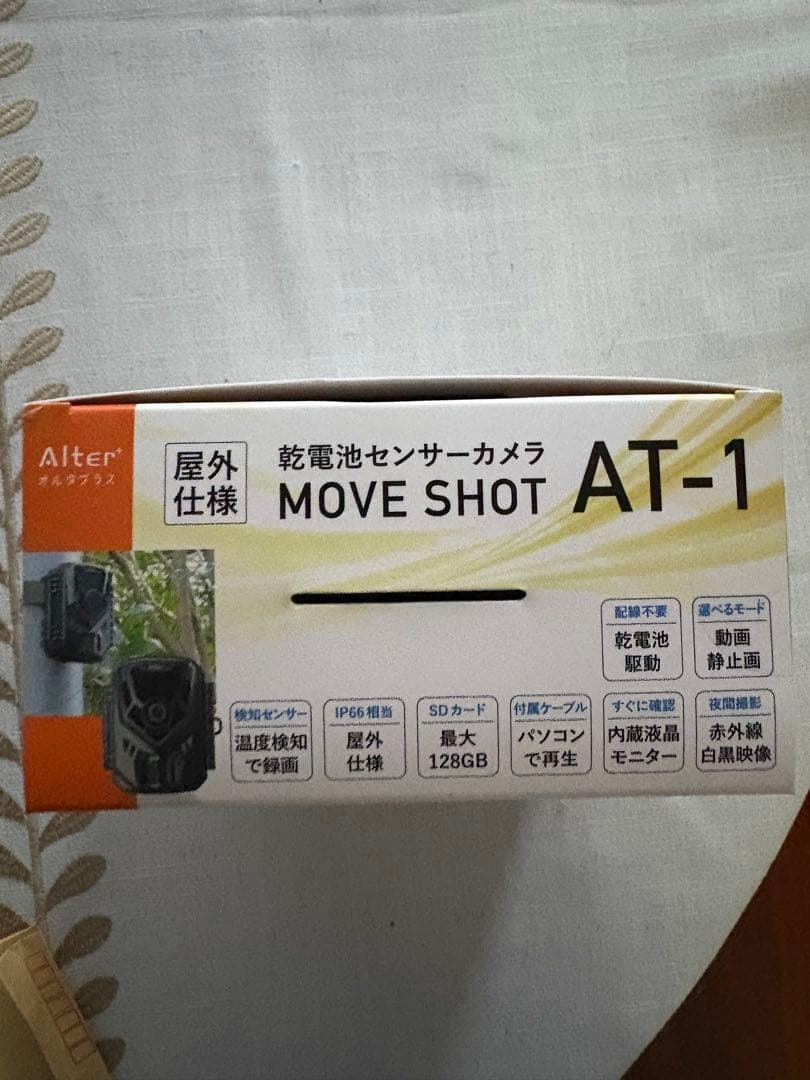 Alter+
オルタプラス
屋外
仕様
乾電池センサーカメラ
MOVE SHOT
AT-1
配線不要
乾電池
駆動
選べるモード
動画
静止画
検知センサー
温度検知
で録画
IP66相当
屋外
仕様
SDカード
最大
128GB
付属ケーブル
パソコン
で再生
すぐに確認
内蔵液晶
モニター
夜間撮影
赤外線
白黒映像